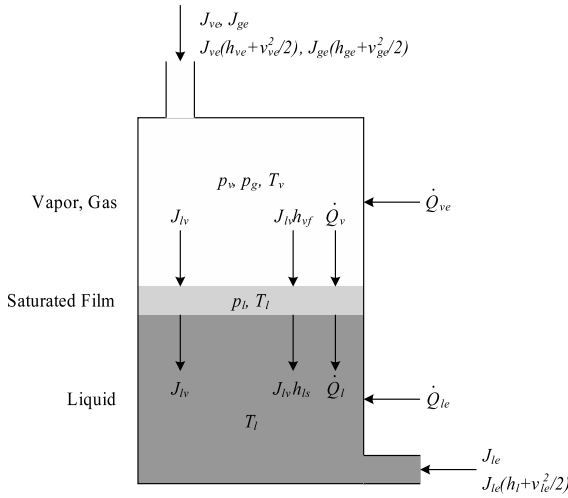 J_ve, J_ge
J_ve(h_ve+v_ve^2/2), J_ge(h_ge+v_ge^2/2)
p_v, p_g, T_v
Vapor, Gas
Q̇_ve
J_lv J_lv h_vf Q̇_v
Saturated Film
p_l, T_l
J_lv J_lv h_ls Q̇_l
Liquid
Q̇_le
T_l
J_le
J_le(h_l+v_le^2/2)